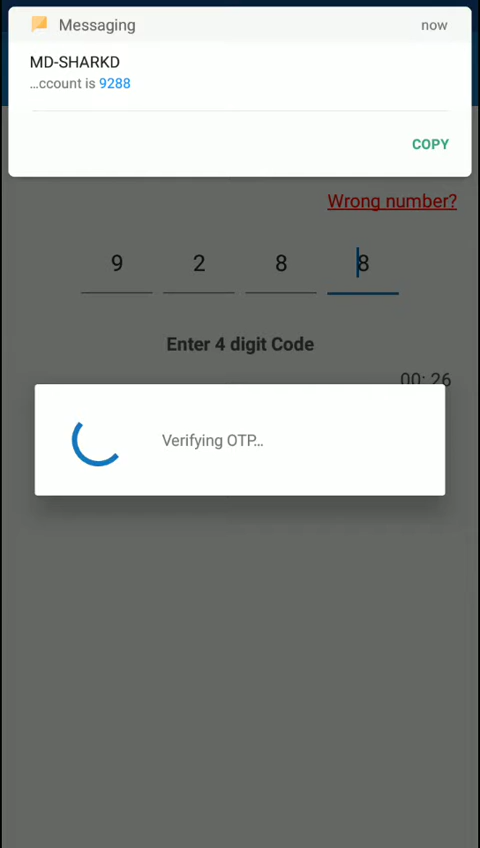 Messaging now
MD-SHARKD
...ccount is 9288
COPY
Wrong number?
9 2 8 8
Enter 4 digit Code
00: 26
Verifying OTP...